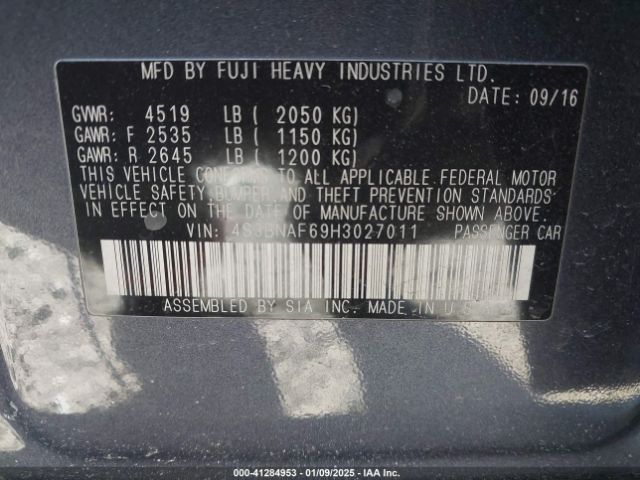 MFD BY FUJI HEAVY INDUSTRIES LTD.
DATE: 09/16
GVWR: 4519 LB ( 2050 KG)
GAWR: F 2535 LB ( 1150 KG)
GAWR: R 2645 LB ( 1200 KG)
THIS VEHICLE CONFORMS TO ALL APPLICABLE FEDERAL MOTOR
VEHICLE SAFETY, BUMPER AND THEFT PREVENTION STANDARDS
IN EFFECT ON THE DATE OF MANUFACTURE SHOWN ABOVE.
VIN: 4S3BNAF69H3027011 PASSENGER CAR
ASSEMBLED BY SIA INC. MADE IN U.S.
000-41284953 - 01/09/2025 - IAA Inc.